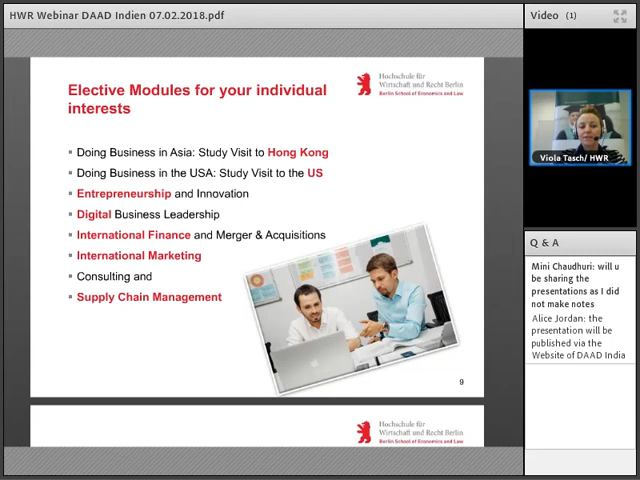 HWR Webinar DAAD Indien 07.02.2018.pdf
Video (1)
Elective Modules for your individual
interests
Hochschule für
Wirtschaft und Recht Berlin
Berlin School of Economics and Law
Doing Business in Asia: Study Visit to Hong Kong
Doing Business in the USA: Study Visit to the US
Entrepreneurship and Innovation
Digital Business Leadership
International Finance and Merger & Acquisitions
International Marketing
Consulting and
Supply Chain Management
9
Hochschule für
Wirtschaft und Recht Berlin
Berlin School of Economics and Law
Viola Tasch/ HWR
Q & A
Mini Chaudhuri: will u
be sharing the
presentations as I did
not make notes
Alice Jordan: the
presentation will be
published via the
Website of DAAD India